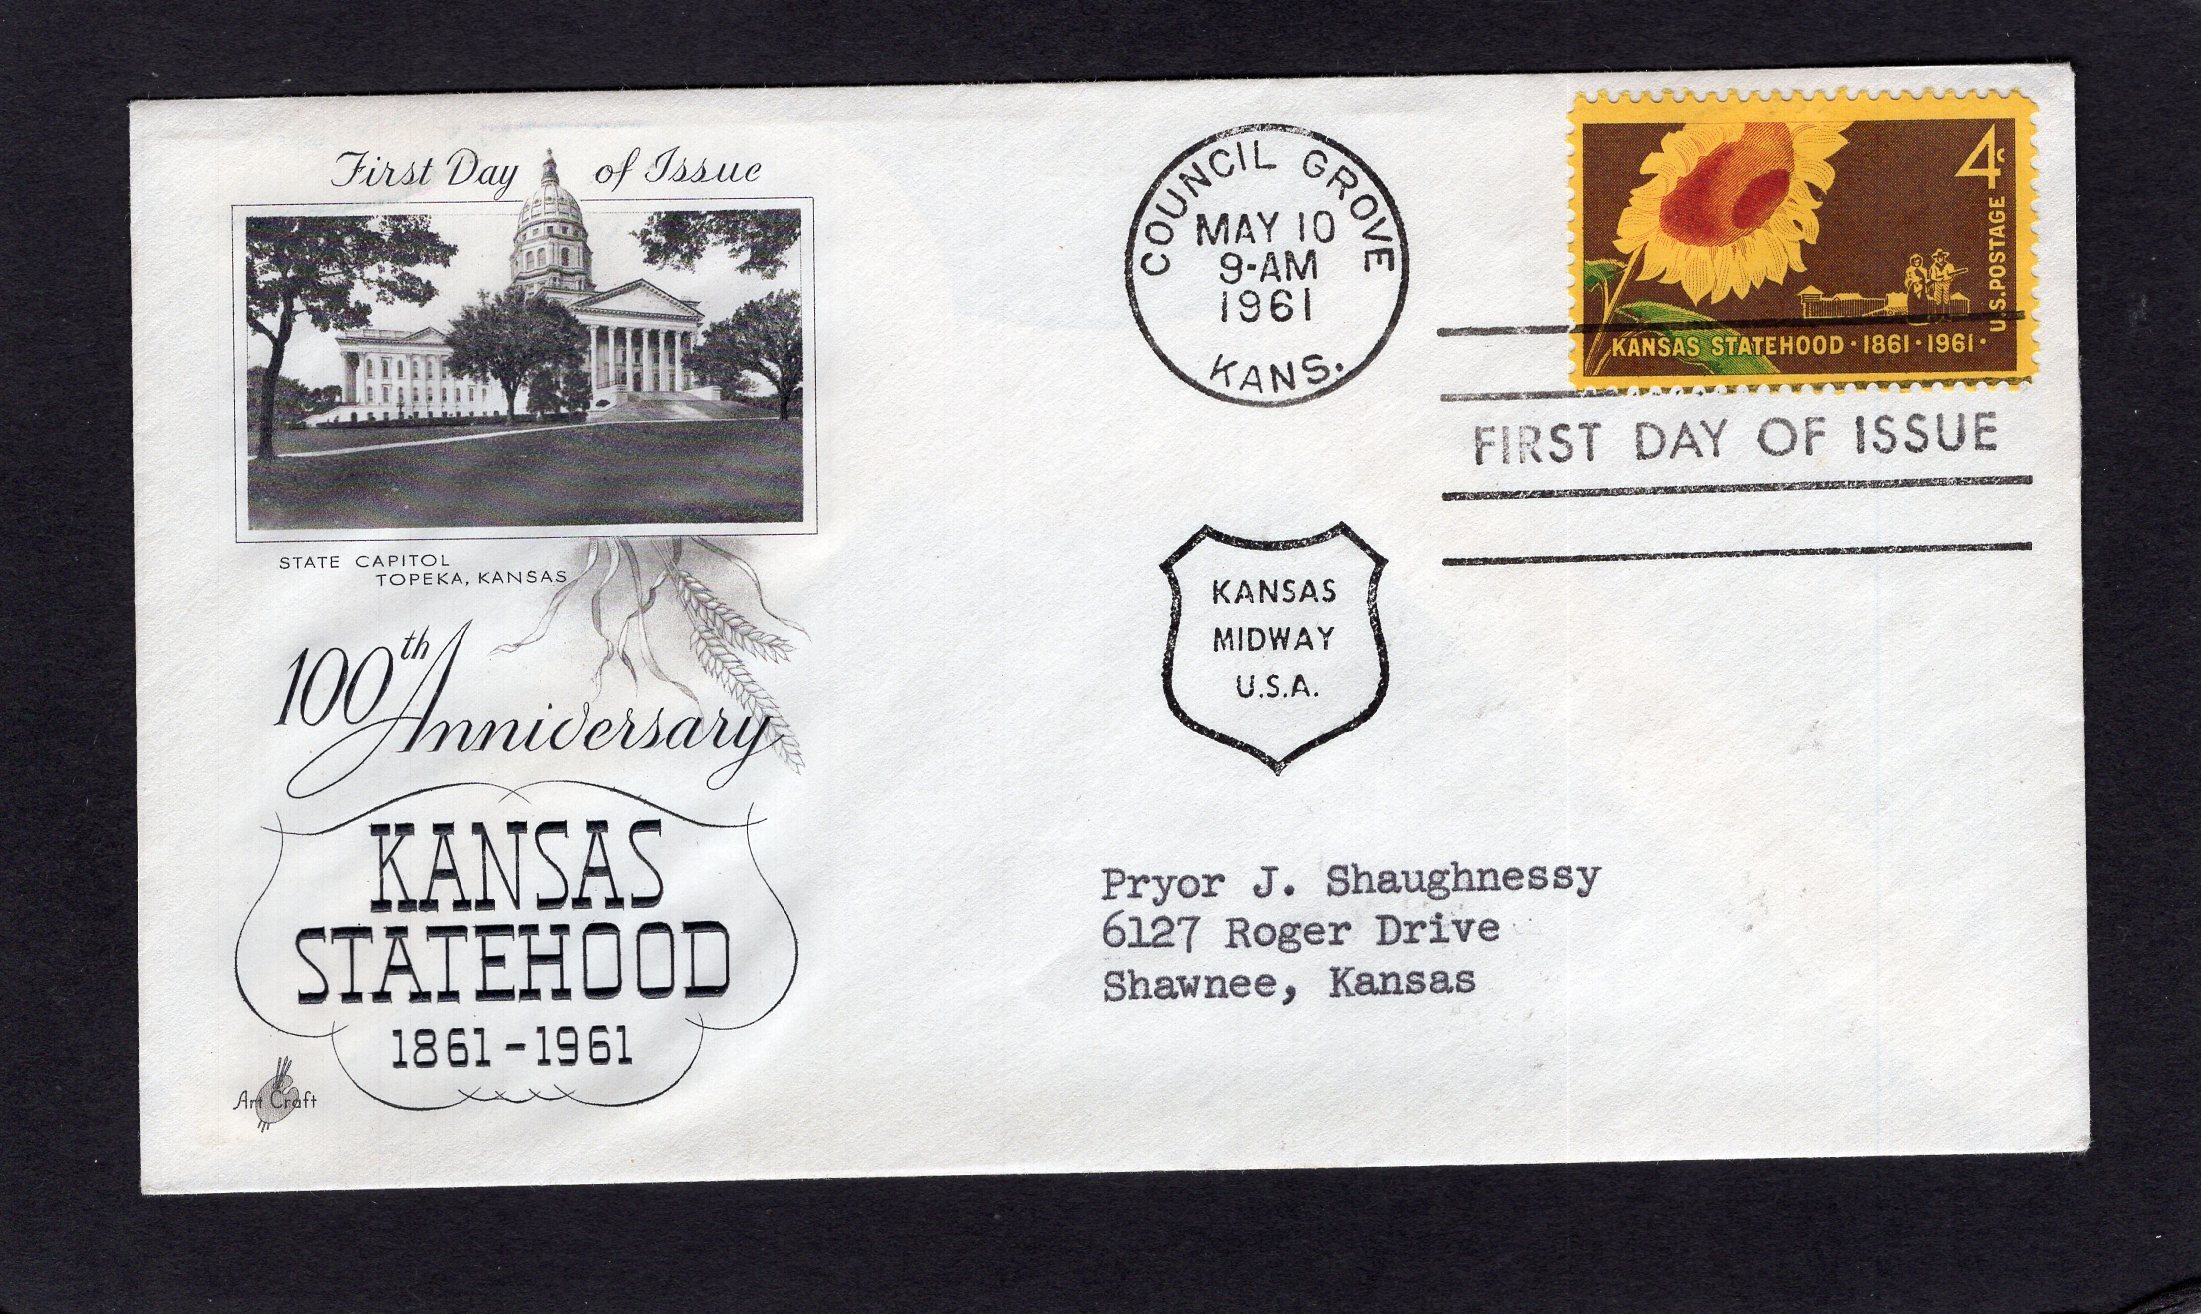 First Day of Issue
STATE CAPITOL
TOPEKA, KANSAS
100th Anniversary
KANSAS
STATEHOOD
1861-1961
Art Craft
COUNCIL GROVE
MAY 10
9-AM
1961
KANS.
4c
U.S. POSTAGE
KANSAS STATEHOOD · 1861 · 1961 ·
FIRST DAY OF ISSUE
KANSAS
MIDWAY
U.S.A.
Pryor J. Shaughnessy
6127 Roger Drive
Shawnee, Kansas